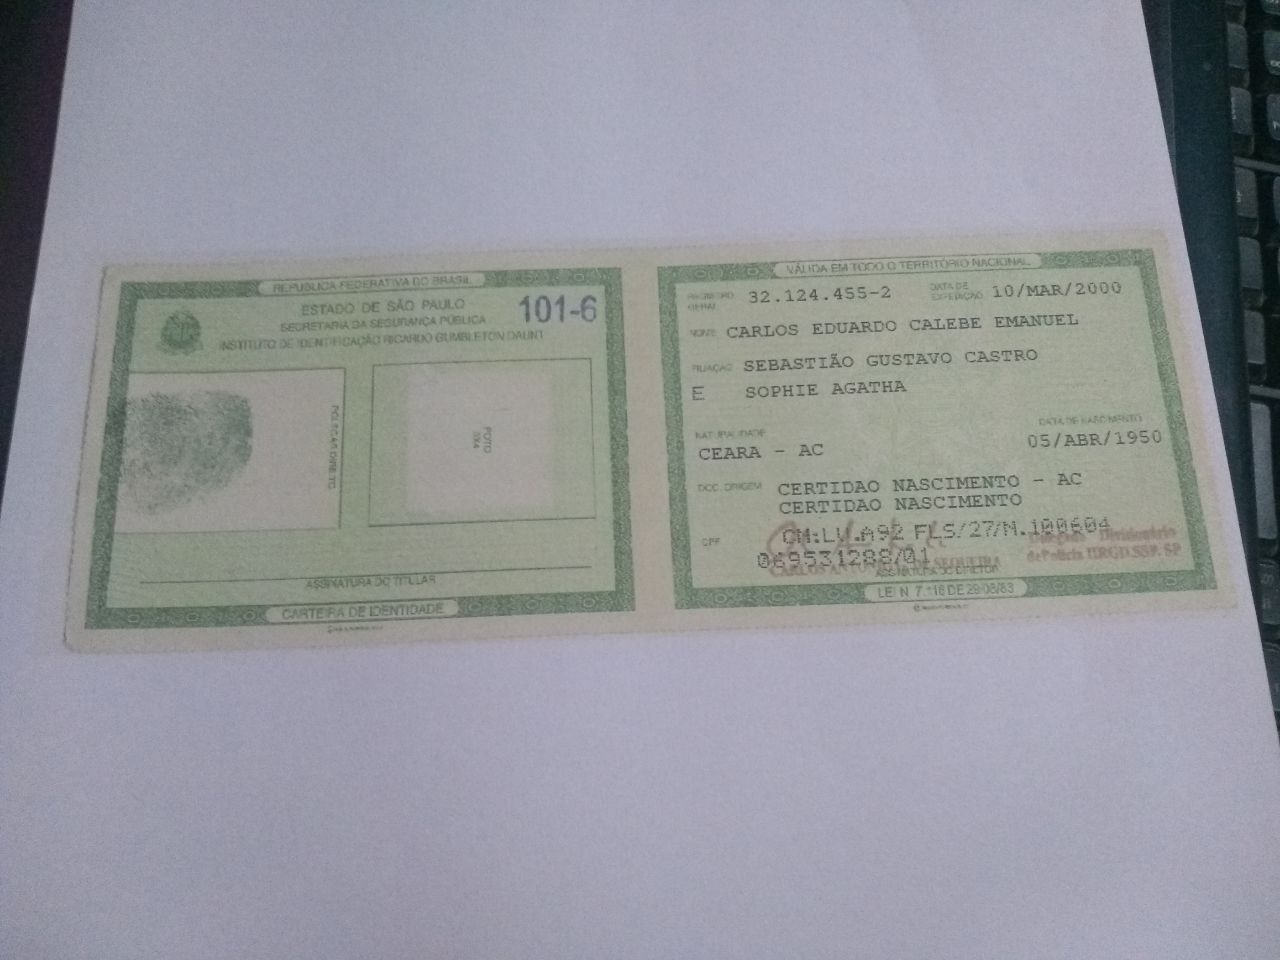 REPÚBLICA FEDERATIVA DO BRASIL
ESTADO DE SÃO PAULO
101-6
SECRETARIA DA SEGURANÇA PÚBLICA
INSTITUTO DE IDENTIFICAÇÃO RICARDO GUMBLETON DAUNT
POLEGAR DIREITO
FOTO
3X4
ASSINATURA DO TITULAR
CARTEIRA DE IDENTIDADE
VÁLIDA EM TODO O TERRITÓRIO NACIONAL
REGISTRO GERAL 32.124.455-2 DATA DE EXPEDIÇÃO 10/MAR/2000
NOME CARLOS EDUARDO CALEBE EMANUEL
FILIAÇÃO SEBASTIÃO GUSTAVO CASTRO
E SOPHIE AGATHA
NATURALIDADE DATA DE NASCIMENTO
CEARA - AC 05/ABR/1950
DOC. ORIGEM CERTIDAO NASCIMENTO - AC
CERTIDAO NASCIMENTO
CM:LV.A92 FLS/27/N.100604
CPF 069531288/01
Delegado Divisionário
de Polícia IIRGD.SSP. SP
ASSINATURA DO DIRETOR
LEI N 7.116 DE 29/08/83